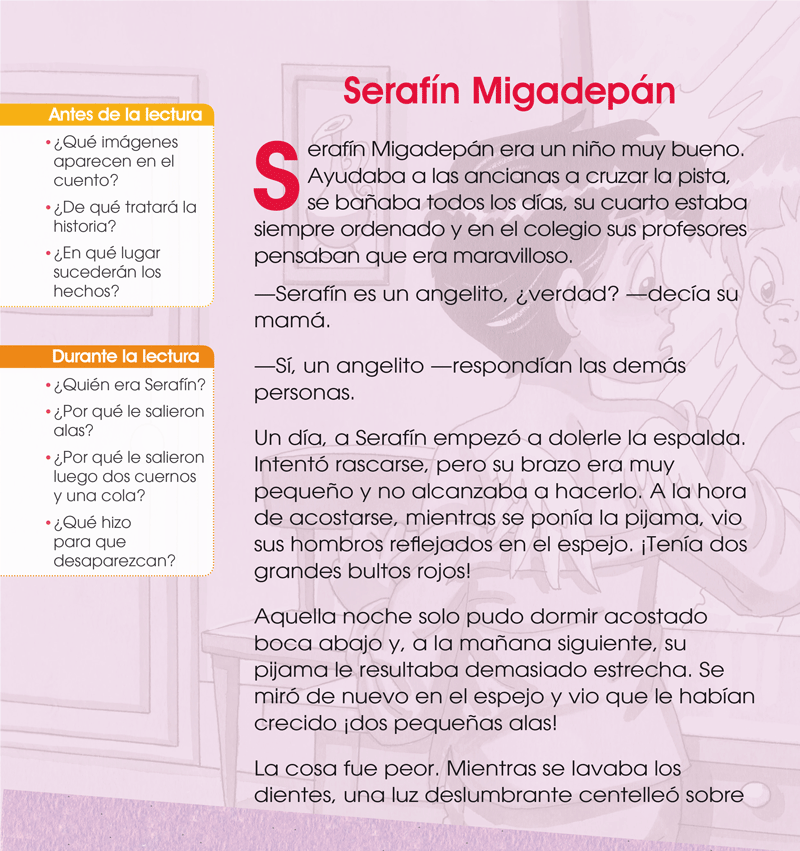 Serafín Migadepán
Antes de la lectura
• ¿Qué imágenes
aparecen en el
cuento?
• ¿De qué tratará la
historia?
• ¿En qué lugar
sucederán los
hechos?
Durante la lectura
• ¿Quién era Serafín?
• ¿Por qué le salieron
alas?
• ¿Por qué le salieron
luego dos cuernos
y una cola?
• ¿Qué hizo
para que
desaparezcan?
Serafín Migadepán era un niño muy bueno.
Ayudaba a las ancianas a cruzar la pista,
se bañaba todos los días, su cuarto estaba
siempre ordenado y en el colegio sus profesores
pensaban que era maravilloso.
—Serafín es un angelito, ¿verdad? —decía su
mamá.
—Sí, un angelito —respondían las demás
personas.
Un día, a Serafín empezó a dolerle la espalda.
Intentó rascarse, pero su brazo era muy
pequeño y no alcanzaba a hacerlo. A la hora
de acostarse, mientras se ponía la pijama, vio
sus hombros reflejados en el espejo. ¡Tenía dos
grandes bultos rojos!
Aquella noche solo pudo dormir acostado
boca abajo y, a la mañana siguiente, su
pijama le resultaba demasiado estrecha. Se
miró de nuevo en el espejo y vio que le habían
crecido ¡dos pequeñas alas!
La cosa fue peor. Mientras se lavaba los
dientes, una luz deslumbrante centelleó sobre